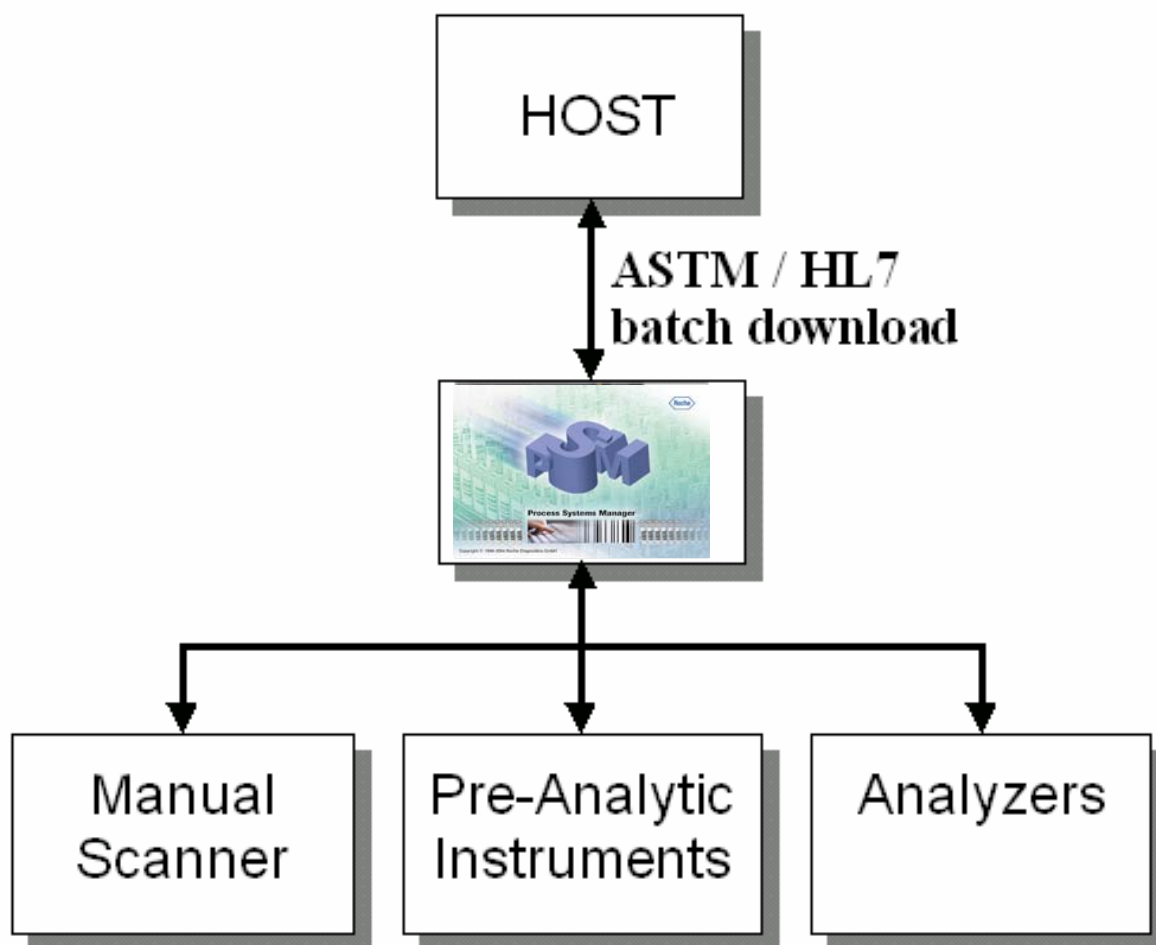 HOST
ASTM / HL7
batch download
Roche
PSM
Process Systems Manager
Manual
Scanner
Pre-Analytic
Instruments
Analyzers